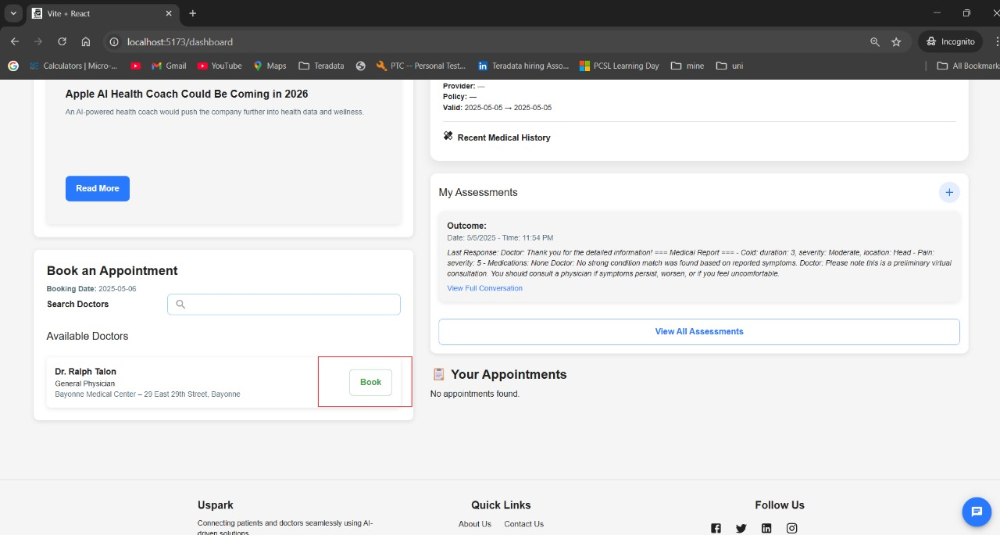 Vite + React
localhost:5173/dashboard
Incognito
Calculators | Micro-...
Gmail
YouTube
Maps
Teradata
PTC -- Personal Test...
Teradata hiring Asso...
PCSL Learning Day
mine
uni
All Bookmark
Apple AI Health Coach Could Be Coming in 2026
An AI-powered health coach would push the company further into health data and wellness.
Read More
Book an Appointment
Booking Date: 2025-05-06
Search Doctors
Available Doctors
Dr. Ralph Talon
General Physician
Bayonne Medical Center – 29 East 29th Street, Bayonne
Book
Provider: —
Policy: —
Valid: 2025-05-05 → 2025-05-05
Recent Medical History
My Assessments
+
Outcome:
Date: 5/5/2025 - Time: 11:54 PM
Last Response: Doctor: Thank you for the detailed information! === Medical Report === - Cold: duration: 3, severity: Moderate, location: Head - Pain:
severity: 5 - Medications: None Doctor: No strong condition match was found based on reported symptoms. Doctor: Please note this is a preliminary virtual
consultation. You should consult a physician if symptoms persist, worsen, or if you feel uncomfortable.
View Full Conversation
View All Assessments
Your Appointments
No appointments found.
Uspark
Connecting patients and doctors seamlessly using AI-
driven solutions.
Quick Links
About Us
Contact Us
Follow Us